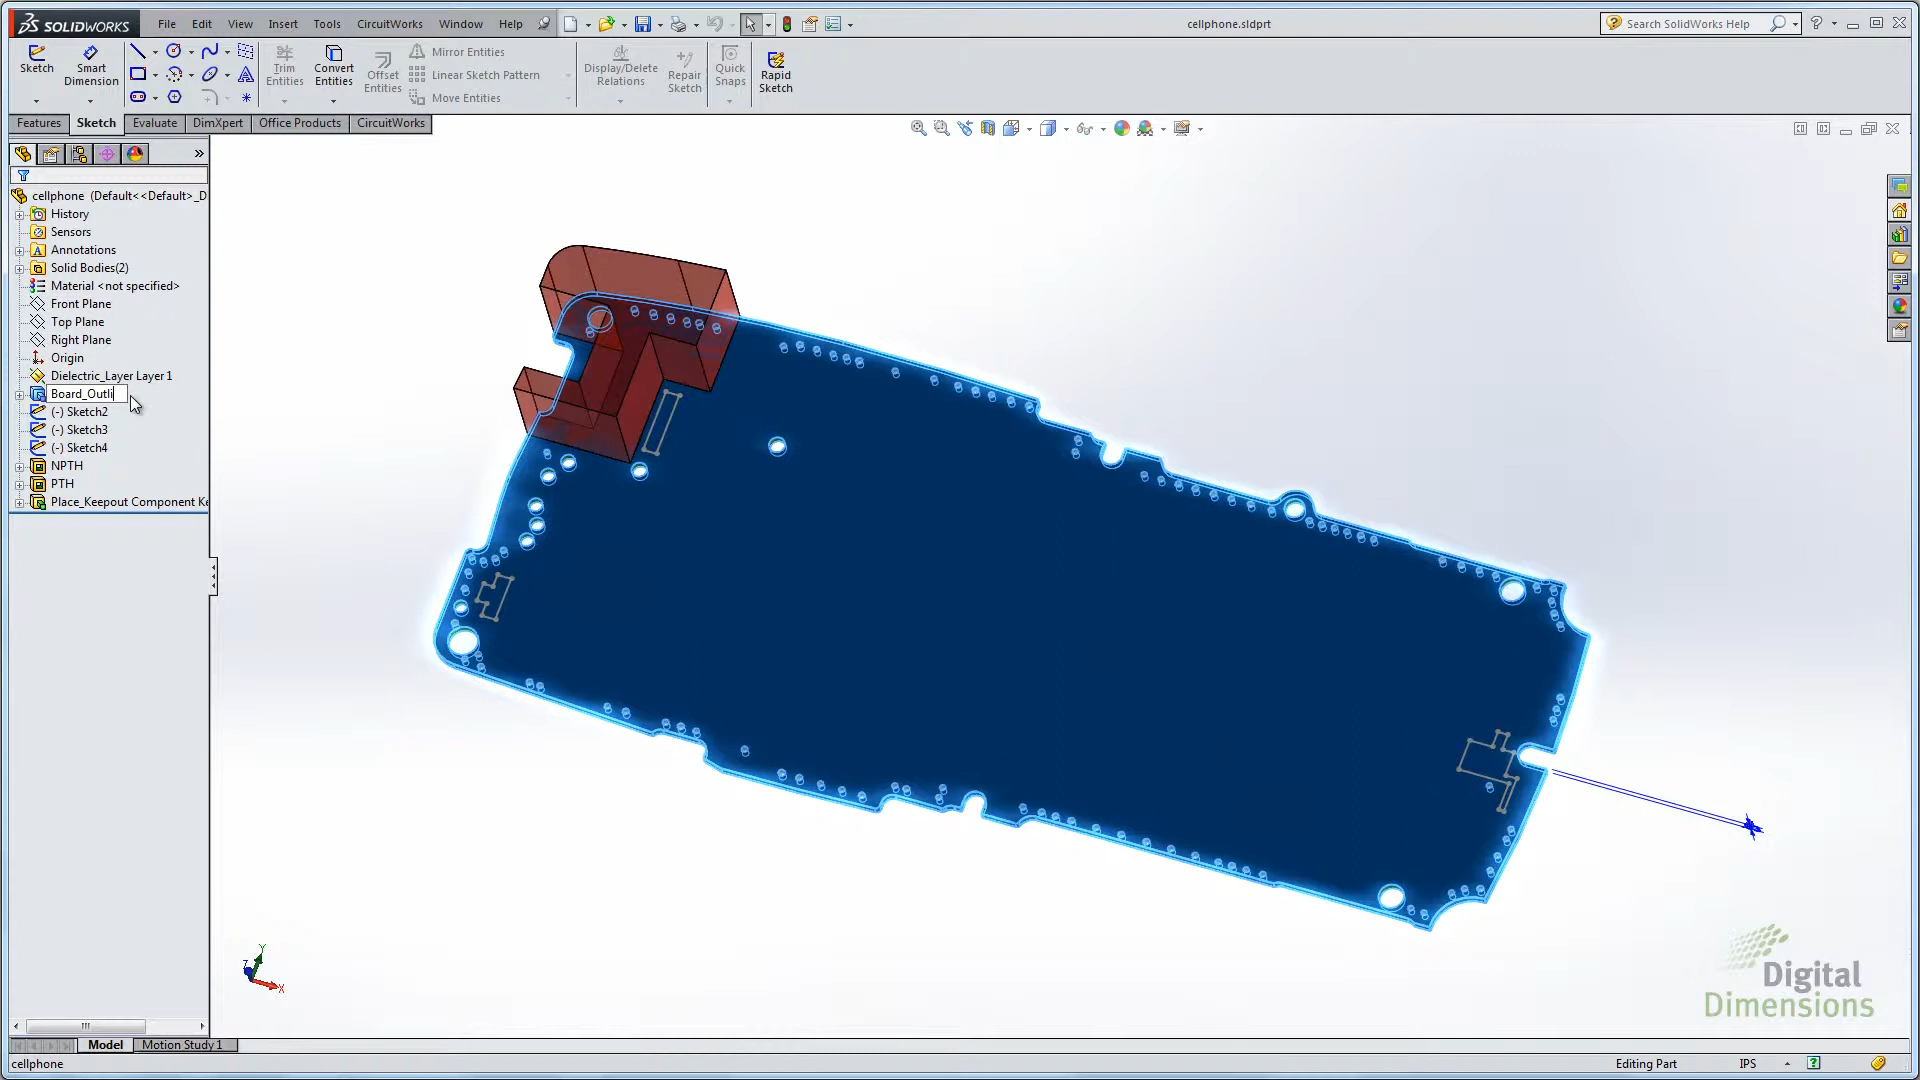 SOLIDWORKS File Edit View Insert Tools CircuitWorks Window Help cellphone.sldprt Search SolidWorks Help
Sketch
Smart Dimension
Trim Entities
Convert Entities
Offset Entities
Mirror Entities
Linear Sketch Pattern
Move Entities
Display/Delete Relations
Repair Sketch
Quick Snaps
Rapid Sketch
Features Sketch Evaluate DimXpert Office Products CircuitWorks
cellphone (Default<<Default>_D
History
Sensors
Annotations
Solid Bodies(2)
Material <not specified>
Front Plane
Top Plane
Right Plane
Origin
Dielectric_Layer Layer 1
Board_Outli
(-) Sketch2
(-) Sketch3
(-) Sketch4
NPTH
PTH
Place_Keepout Component Ke
Y
Z
X
Digital
Dimensions
Model Motion Study 1
cellphone Editing Part IPS